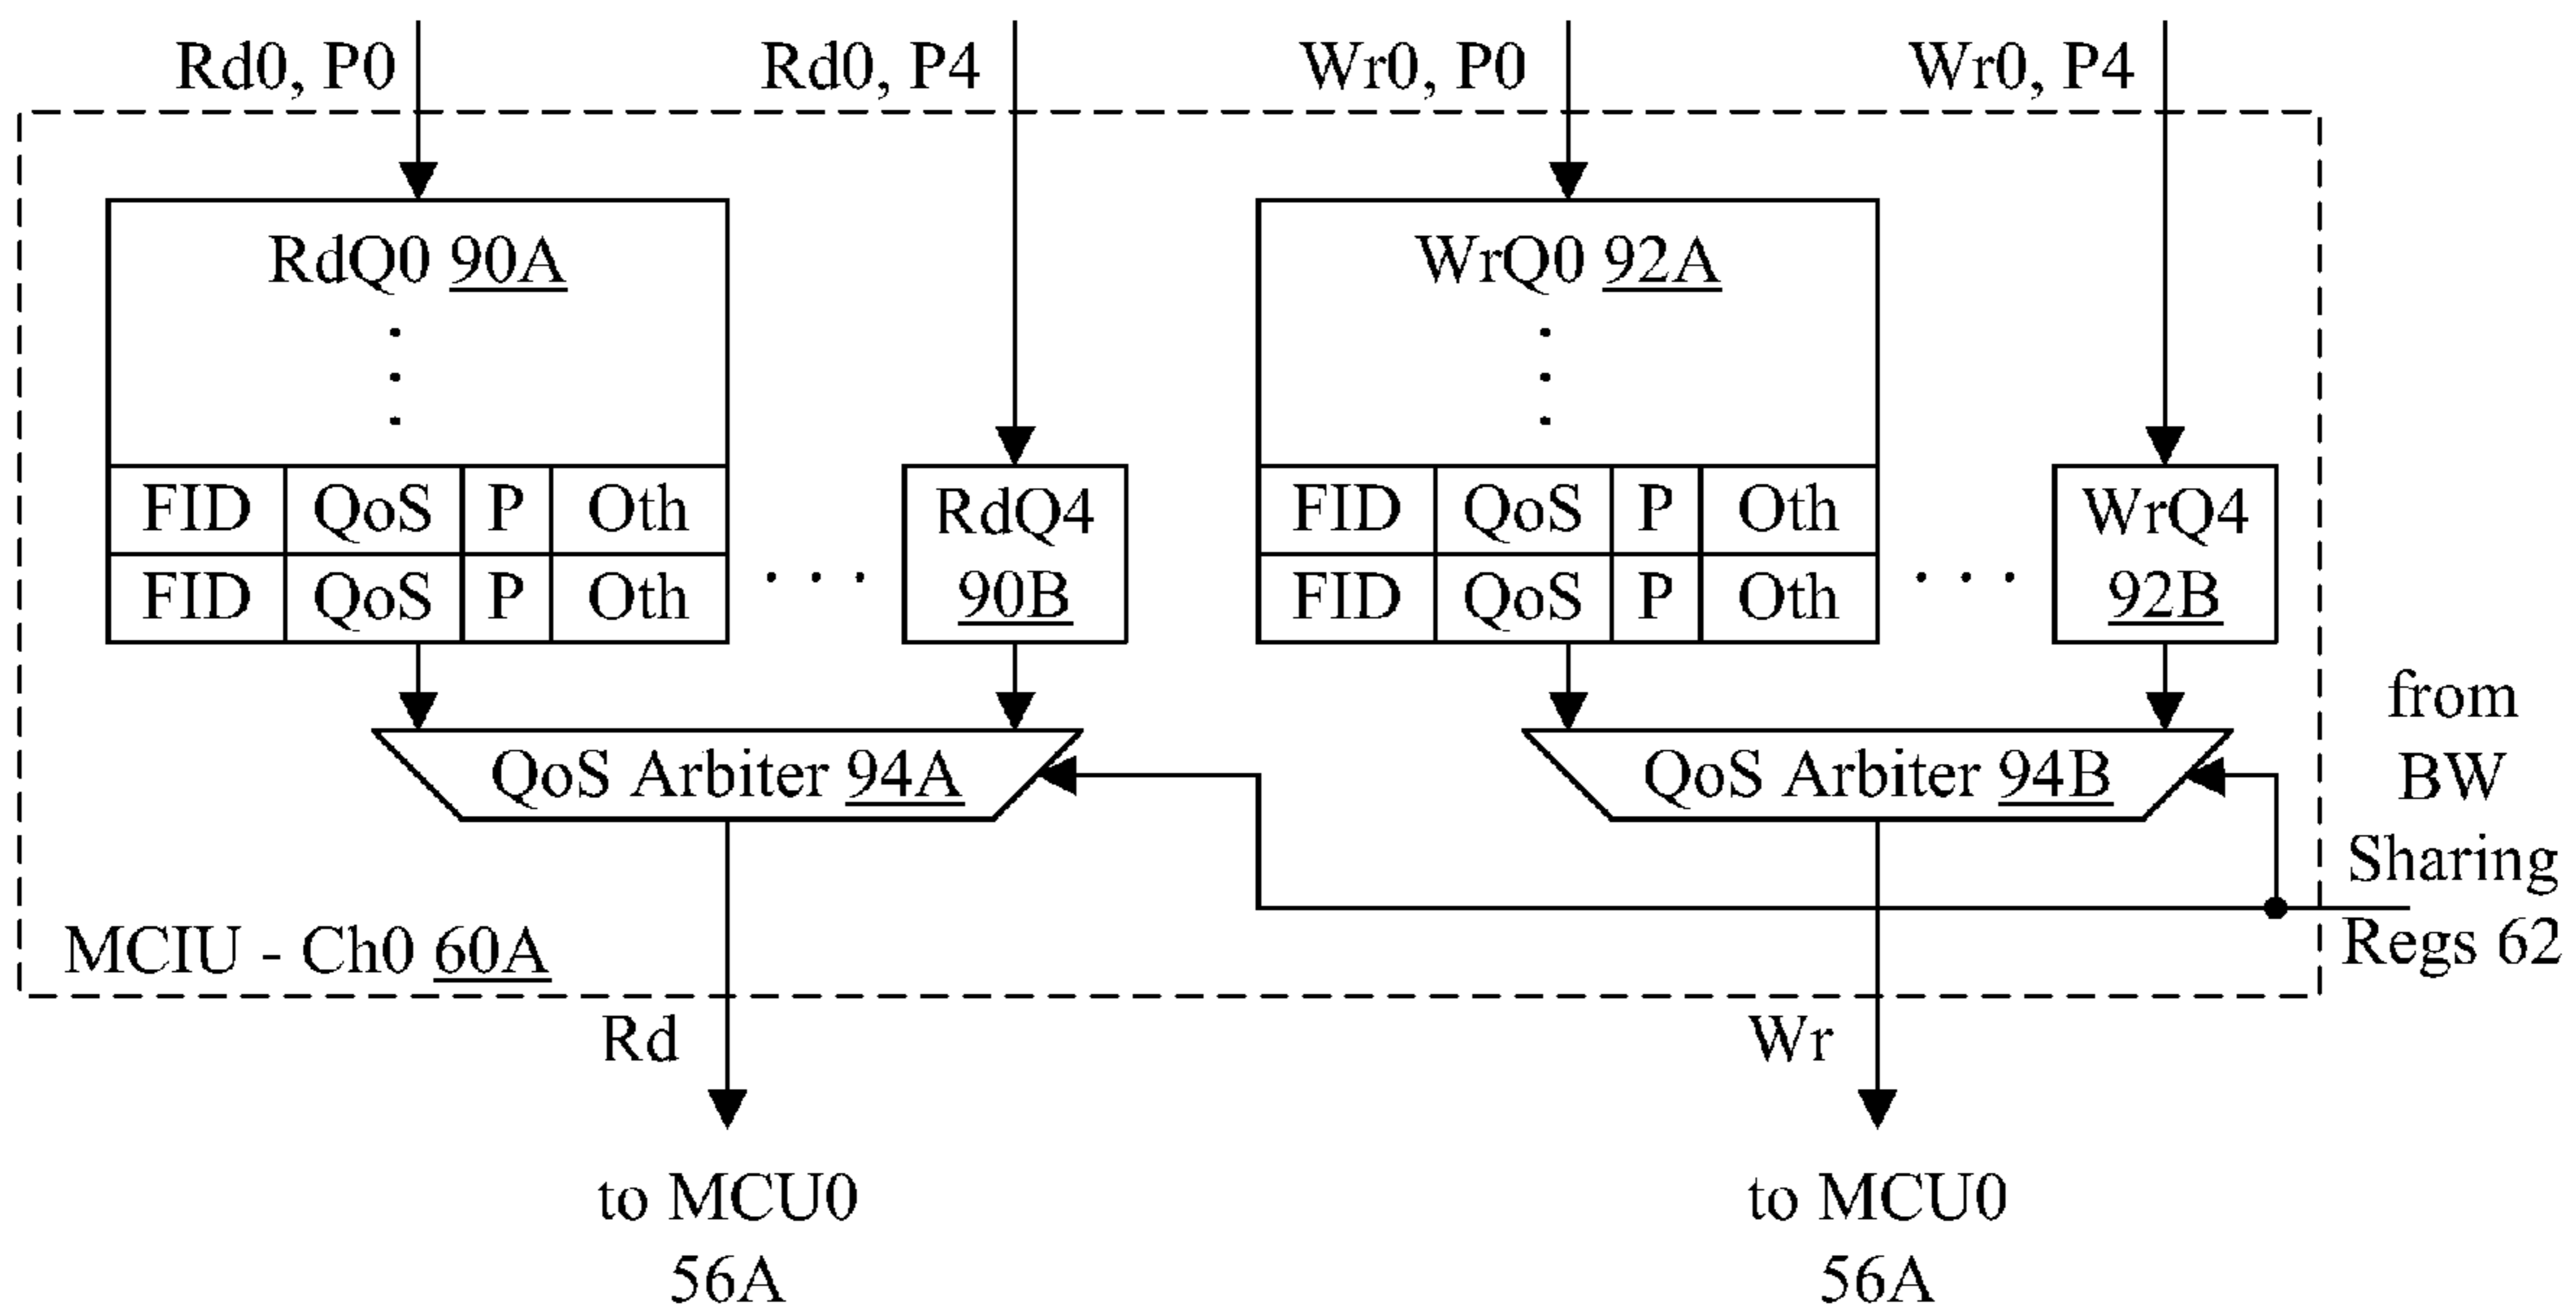 Rd0, P0
Rd0, P4
Wr0, P0
Wr0, P4
RdQ0 90A
WrQ0 92A
FID QoS P Oth
FID QoS P Oth
RdQ4
90B
FID QoS P Oth
FID QoS P Oth
WrQ4
92B
QoS Arbiter 94A
QoS Arbiter 94B
from
BW
Sharing
Regs 62
MCIU - Ch0 60A
Rd
Wr
to MCU0
56A
to MCU0
56A